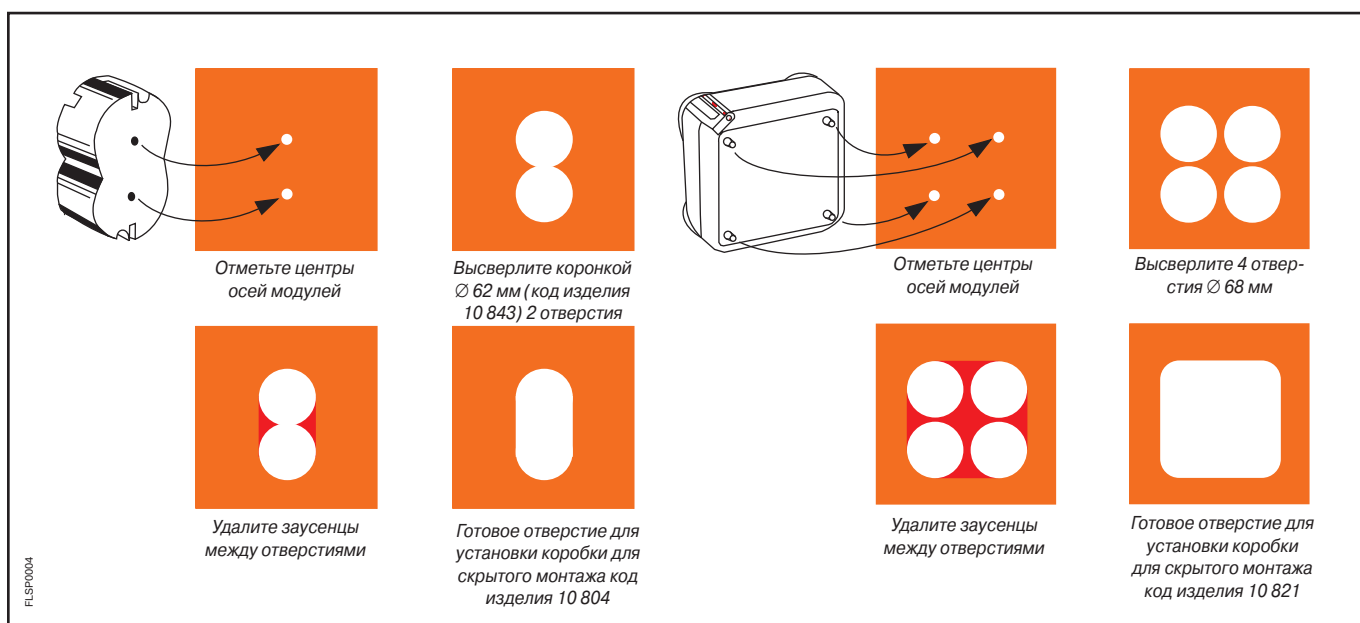 Отметьте центры
осей модулей
Высверлите коронкой
∅ 62 мм (код изделия
10 843) 2 отверстия
Удалите заусенцы
между отверстиями
Готовое отверстие для
установки коробки для
скрытого монтажа код
изделия 10 804
Отметьте центры
осей модулей
Высверлите 4 отвер-
стия ∅ 68 мм
Удалите заусенцы
между отверстиями
Готовое отверстие для
установки коробки
для скрытого монтажа
код изделия 10 821
FLSP0004